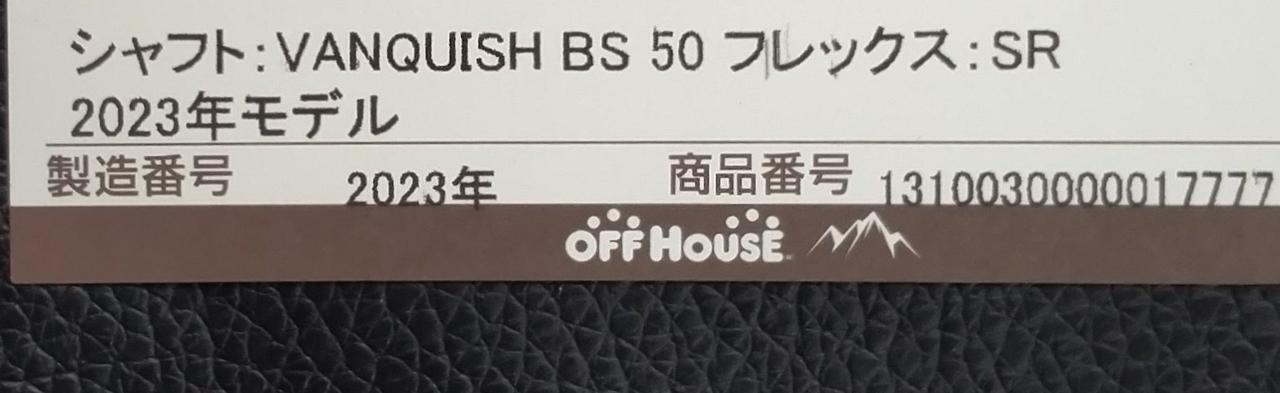 シャフト:VANQUISH BS 50 フレックス:SR
2023年モデル
製造番号 2023年 商品番号 1310030000017777
OFF HOUSE